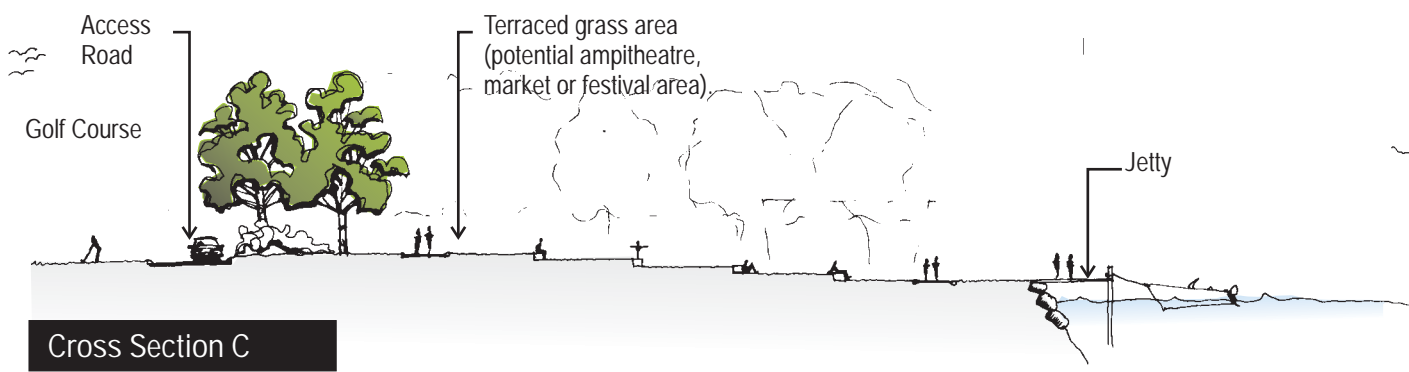 Access
Road
Terraced grass area
(potential ampitheatre,
market or festival area).
Golf Course
Jetty
Cross Section C